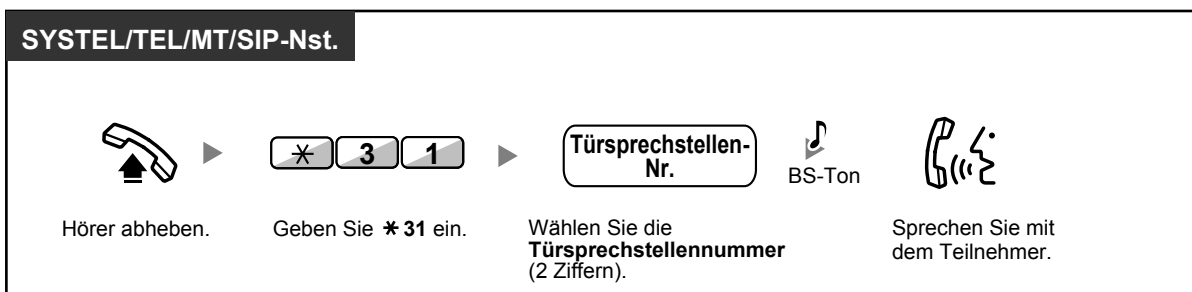 SYSTEL/TEL/MT/SIP-Nst.
✳ 3 1
Türsprechstellen-
Nr.
BS-Ton
Hörer abheben.
Geben Sie ✳ 31 ein.
Wählen Sie die
Türsprechstellennummer
(2 Ziffern).
Sprechen Sie mit
dem Teilnehmer.